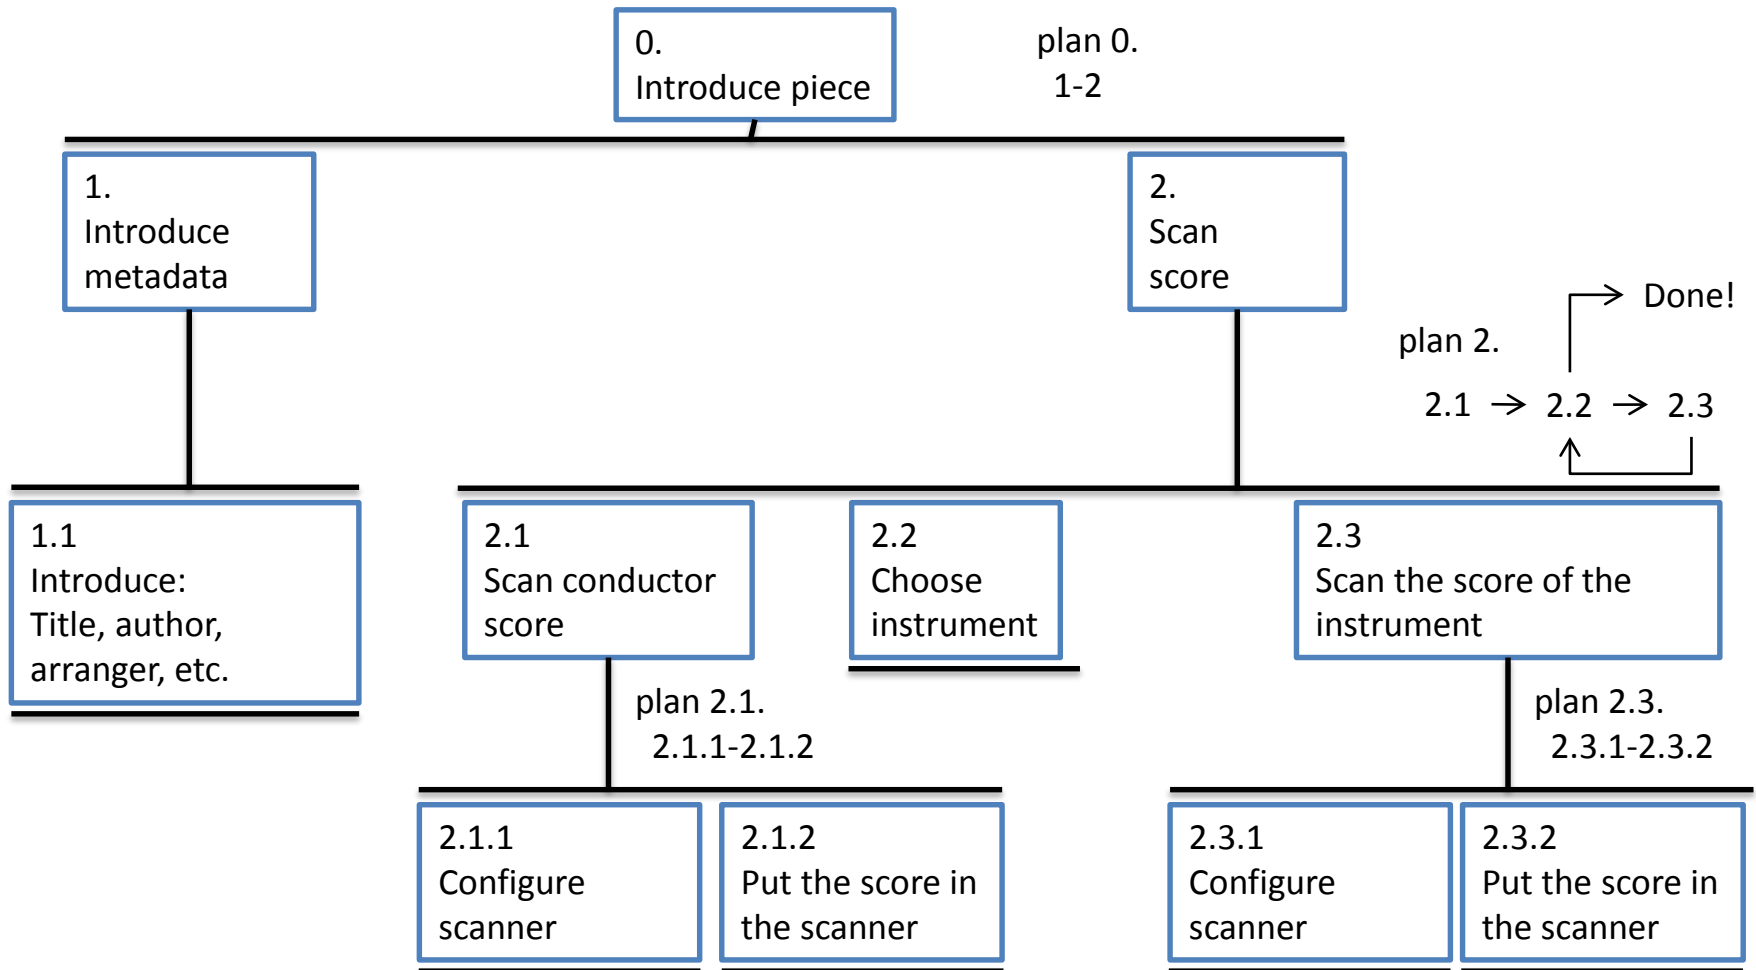 0.
Introduce piece
plan 0.
1-2
1.
Introduce
metadata
2.
Scan
score
Done!
plan 2.
2.1 → 2.2 → 2.3
1.1
Introduce:
Title, author,
arranger, etc.
2.1
Scan conductor
score
2.2
Choose
instrument
2.3
Scan the score of the
instrument
plan 2.1.
2.1.1-2.1.2
plan 2.3.
2.3.1-2.3.2
2.1.1
Configure
scanner
2.1.2
Put the score in
the scanner
2.3.1
Configure
scanner
2.3.2
Put the score in
the scanner